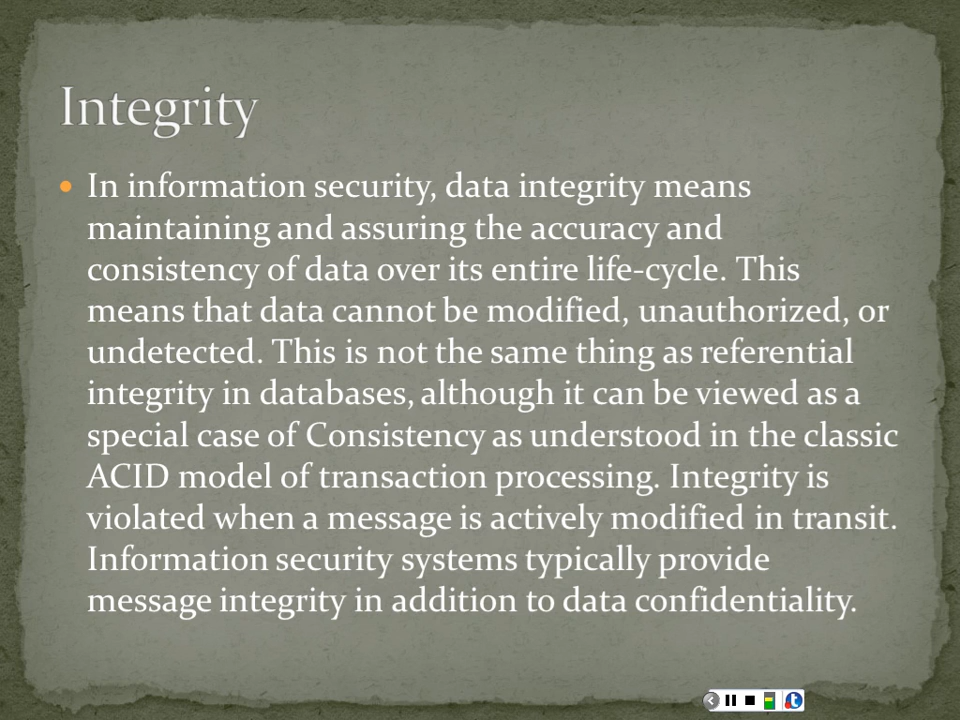 Integrity
In information security, data integrity means
maintaining and assuring the accuracy and
consistency of data over its entire life-cycle. This
means that data cannot be modified, unauthorized, or
undetected. This is not the same thing as referential
integrity in databases, although it can be viewed as a
special case of Consistency as understood in the classic
ACID model of transaction processing. Integrity is
violated when a message is actively modified in transit.
Information security systems typically provide
message integrity in addition to data confidentiality.